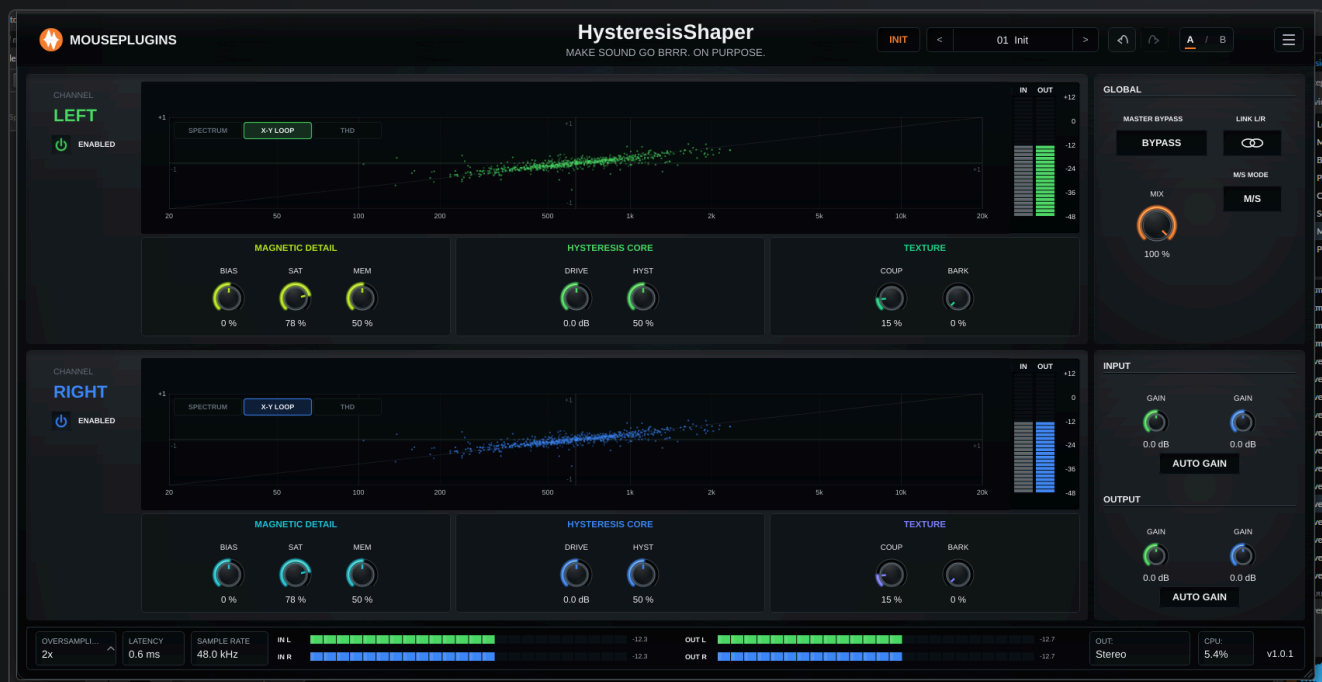 MOUSEPLUGINS
HysteresisShaper
MAKE SOUND GO BRRR. ON PURPOSE.
INIT
<
01 Init
>
A / B
CHANNEL
LEFT
ENABLED
SPECTRUM
X-Y LOOP
THD
+1
+1
-1
+1
-1
20 50 100 200 500 1k 2k 5k 10k 20k
IN OUT
+12
0
-12
-24
-36
-48
MAGNETIC DETAIL
BIAS SAT MEM
0 % 78 % 50 %
HYSTERESIS CORE
DRIVE HYST
0.0 dB 50 %
TEXTURE
COUP BARK
15 % 0 %
GLOBAL
MASTER BYPASS
BYPASS
LINK L/R
MIX
100 %
M/S MODE
M/S
CHANNEL
RIGHT
ENABLED
SPECTRUM
X-Y LOOP
THD
+1
+1
-1
+1
-1
20 50 100 200 500 1k 2k 5k 10k 20k
IN OUT
+12
0
-12
-24
-36
-48
MAGNETIC DETAIL
BIAS SAT MEM
0 % 78 % 50 %
HYSTERESIS CORE
DRIVE HYST
0.0 dB 50 %
TEXTURE
COUP BARK
15 % 0 %
INPUT
GAIN GAIN
0.0 dB 0.0 dB
AUTO GAIN
OUTPUT
GAIN GAIN
0.0 dB 0.0 dB
AUTO GAIN
OVERSAMPLI...
2x
LATENCY
0.6 ms
SAMPLE RATE
48.0 kHz
IN L -12.3
IN R -12.3
OUT L -12.7
OUT R -12.7
OUT:
Stereo
CPU:
5.4%
v1.0.1